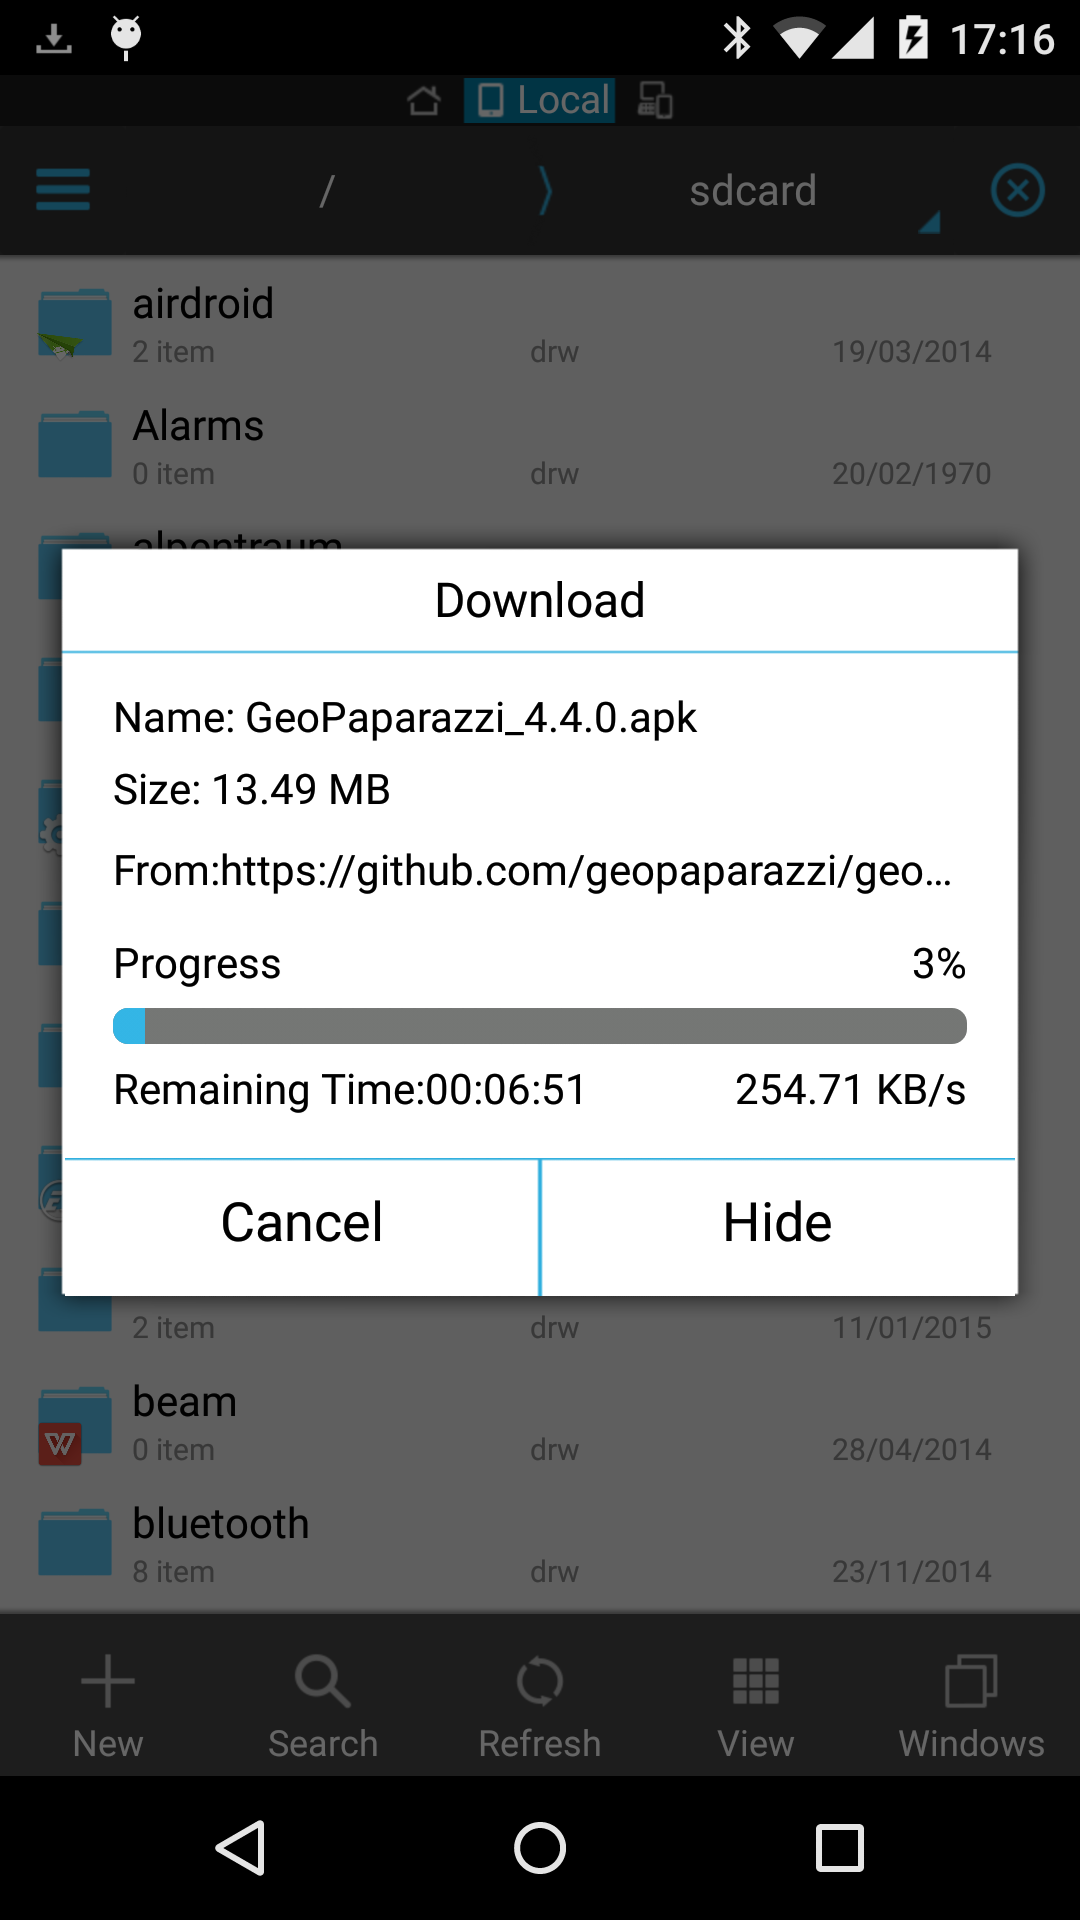 17:16
Local
/ sdcard
airdroid
2 item drw 19/03/2014
Alarms
0 item drw 20/02/1970
alpentraum
Download
Name: GeoPaparazzi_4.4.0.apk
Size: 13.49 MB
From:https://github.com/geopaparazzi/geo...
Progress 3%
Remaining Time:00:06:51 254.71 KB/s
Cancel Hide
2 item drw 11/01/2015
beam
0 item drw 28/04/2014
bluetooth
8 item drw 23/11/2014
New Search Refresh View Windows